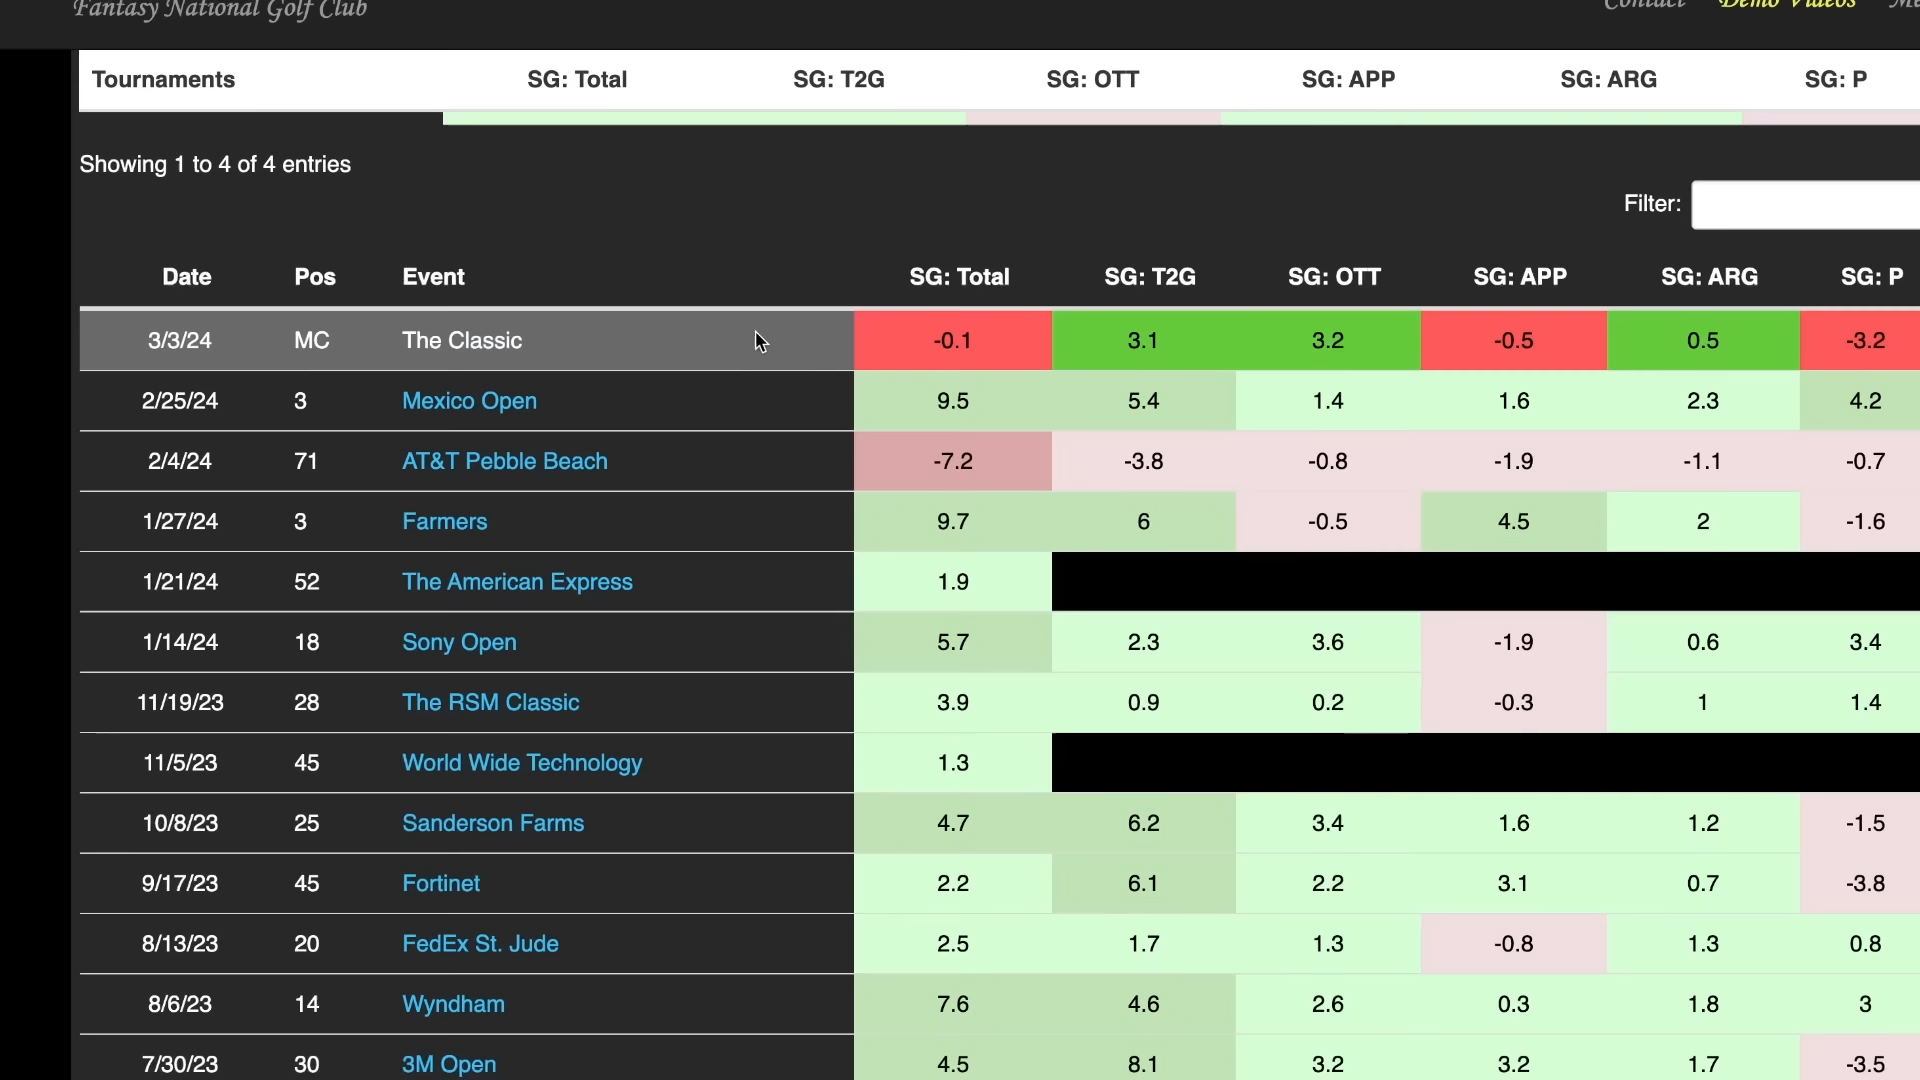 Fantasy National Golf Club Contact Demo Videos
Tournaments SG: Total SG: T2G SG: OTT SG: APP SG: ARG SG: P
Showing 1 to 4 of 4 entries
Filter:
Date Pos Event SG: Total SG: T2G SG: OTT SG: APP SG: ARG SG: P
3/3/24 MC The Classic -0.1 3.1 3.2 -0.5 0.5 -3.2
2/25/24 3 Mexico Open 9.5 5.4 1.4 1.6 2.3 4.2
2/4/24 71 AT&T Pebble Beach -7.2 -3.8 -0.8 -1.9 -1.1 -0.7
1/27/24 3 Farmers 9.7 6 -0.5 4.5 2 -1.6
1/21/24 52 The American Express 1.9
1/14/24 18 Sony Open 5.7 2.3 3.6 -1.9 0.6 3.4
11/19/23 28 The RSM Classic 3.9 0.9 0.2 -0.3 1 1.4
11/5/23 45 World Wide Technology 1.3
10/8/23 25 Sanderson Farms 4.7 6.2 3.4 1.6 1.2 -1.5
9/17/23 45 Fortinet 2.2 6.1 2.2 3.1 0.7 -3.8
8/13/23 20 FedEx St. Jude 2.5 1.7 1.3 -0.8 1.3 0.8
8/6/23 14 Wyndham 7.6 4.6 2.6 0.3 1.8 3
7/30/23 30 3M Open 4.5 8.1 3.2 3.2 1.7 -3.5